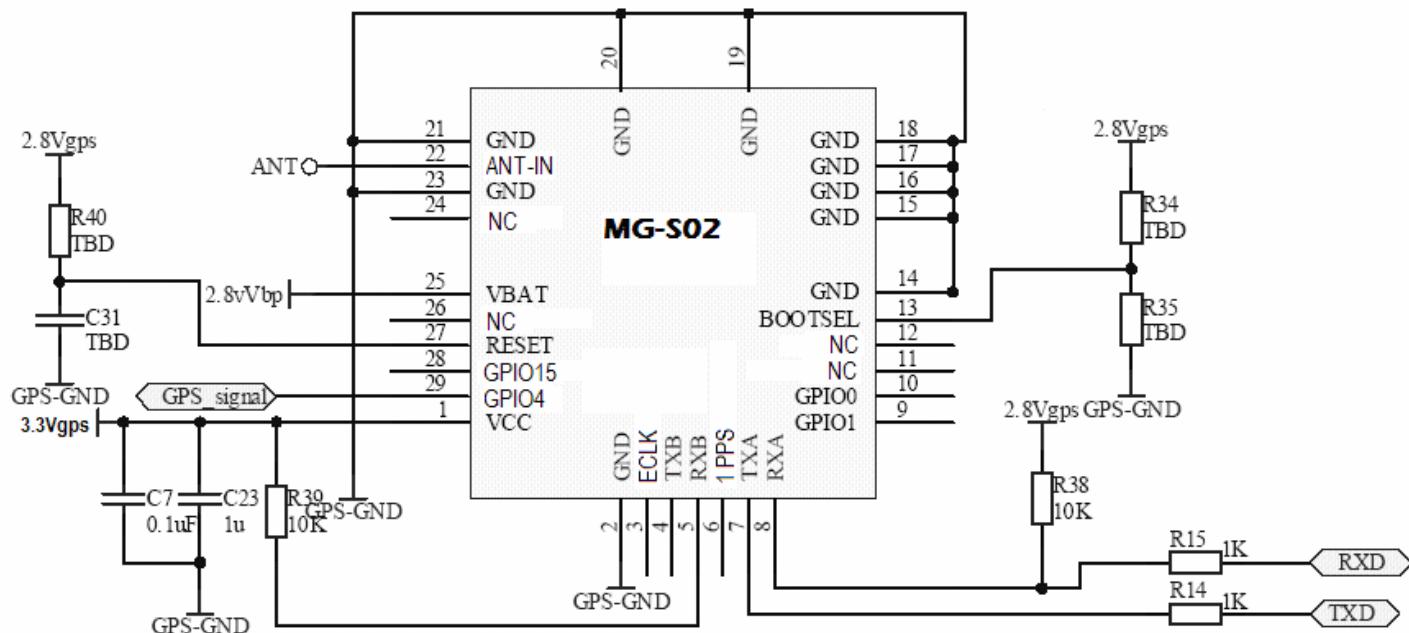 20
19
GND
GND
2.8Vgps
R40
TBD
C31
TBD
GPS-GND
ANT
2.8vVbp
GPS_signal
3.3Vgps
21 GND
22 ANT-IN
23 GND
24 NC
25 VBAT
26 NC
27 RESET
28 GPIO15
29 GPIO4
1 VCC
MG-S02
GND 18
GND 17
GND 16
GND 15
GND 14
BOOTSEL 13
NC 12
NC 11
GPIO0 10
GPIO1 9
2.8Vgps
R34
TBD
R35
TBD
GPS-GND
GND ECLK TXB RXB 1PPS TXA RXA
2 3 4 5 6 7 8
C7
0.1uF
C23
1u
R39
10K
GPS-GND
GPS-GND
GPS-GND
2.8Vgps
R38
10K
R15 1K
RXD
R14 1K
TXD